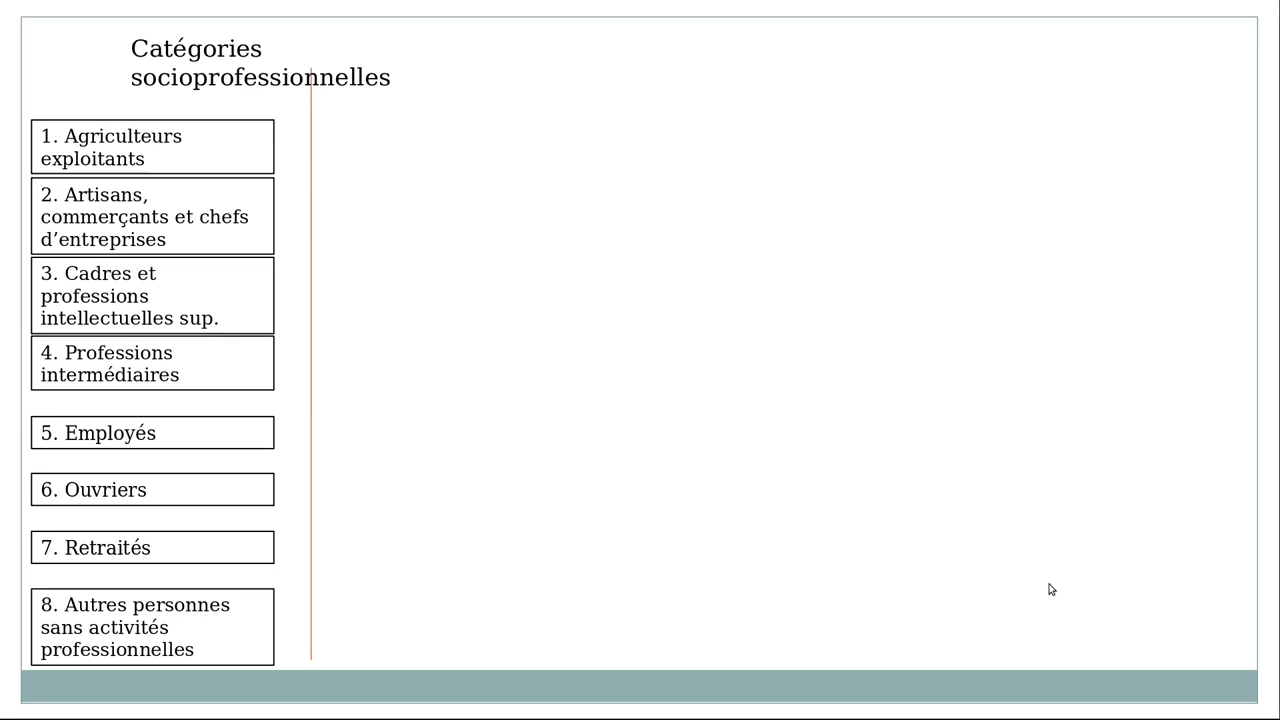 Catégories
socioprofessionnelles
1. Agriculteurs
exploitants
2. Artisans,
commerçants et chefs
d’entreprises
3. Cadres et
professions
intellectuelles sup.
4. Professions
intermédiaires
5. Employés
6. Ouvriers
7. Retraités
8. Autres personnes
sans activités
professionnelles